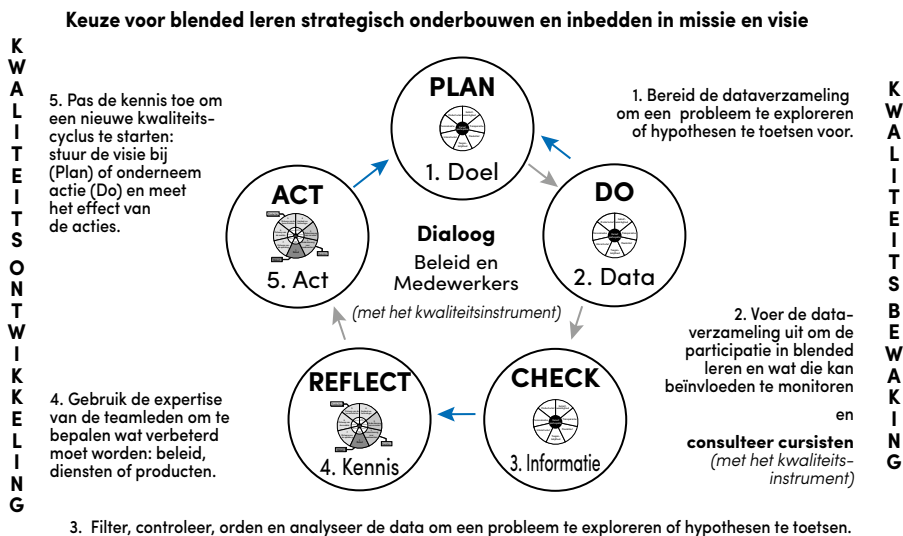 Keuze voor blended leren strategisch onderbouwen en inbedden in missie en visie
KWALITEITSONTWIKKELING
5. Pas de kennis toe om
een nieuwe kwaliteits-
cyclus te starten:
stuur de visie bij
(Plan) of onderneem
actie (Do) en meet
het effect van
de acties.
PLAN
1. Doel
1. Bereid de dataverzameling
om een probleem te exploreren
of hypothesen te toetsen voor.
KWALITEITSBEWAKING
ACT
5. Act
DO
2. Data
Dialoog
Beleid en
Medewerkers
(met het kwaliteitsinstrument)
2. Voer de data-
verzameling uit om de
participatie in blended
leren en wat die kan
beïnvloeden te monitoren
en
consulteer cursisten
(met het kwaliteits-
instrument)
4. Gebruik de expertise
van de teamleden om te
bepalen wat verbeterd
moet worden: beleid,
diensten of producten.
REFLECT
4. Kennis
CHECK
3. Informatie
3. Filter, controleer, orden en analyseer de data om een probleem te exploreren of hypothesen te toetsen.